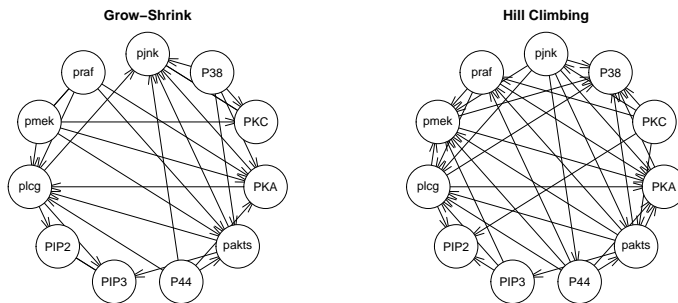 Grow−Shrink
Hill Climbing
pjnk
praf
P38
pmek
PKC
plcg
PKA
PIP2
pakts
PIP3
P44
pjnk
praf
P38
pmek
PKC
plcg
PKA
PIP2
pakts
PIP3
P44